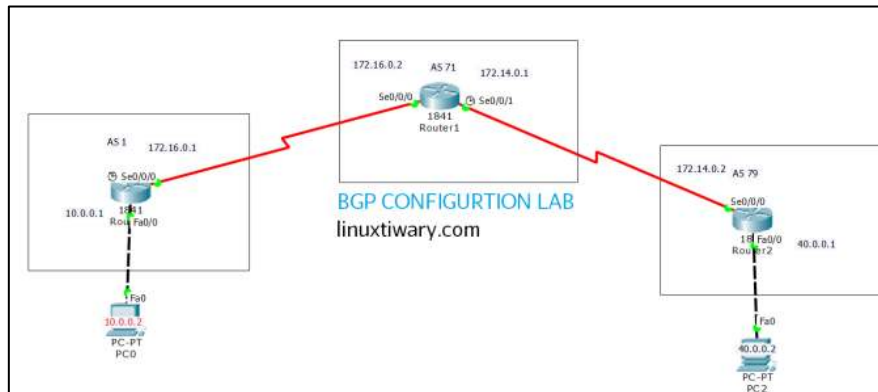 172.16.0.2
AS 71
172.14.0.1
Se0/0/0
Se0/0/1
1841
Router1
AS 1
172.16.0.1
Se0/0/0
10.0.0.1
1841
Fa0/0
Fa0
10.0.0.2
PC-PT
PC0
BGP CONFIGURTION LAB
linuxtiwary.com
172.14.0.2
AS 79
Se0/0/0
18
Fa0/0
Router2
40.0.0.1
Fa0
40.0.0.2
PC-PT
PC2